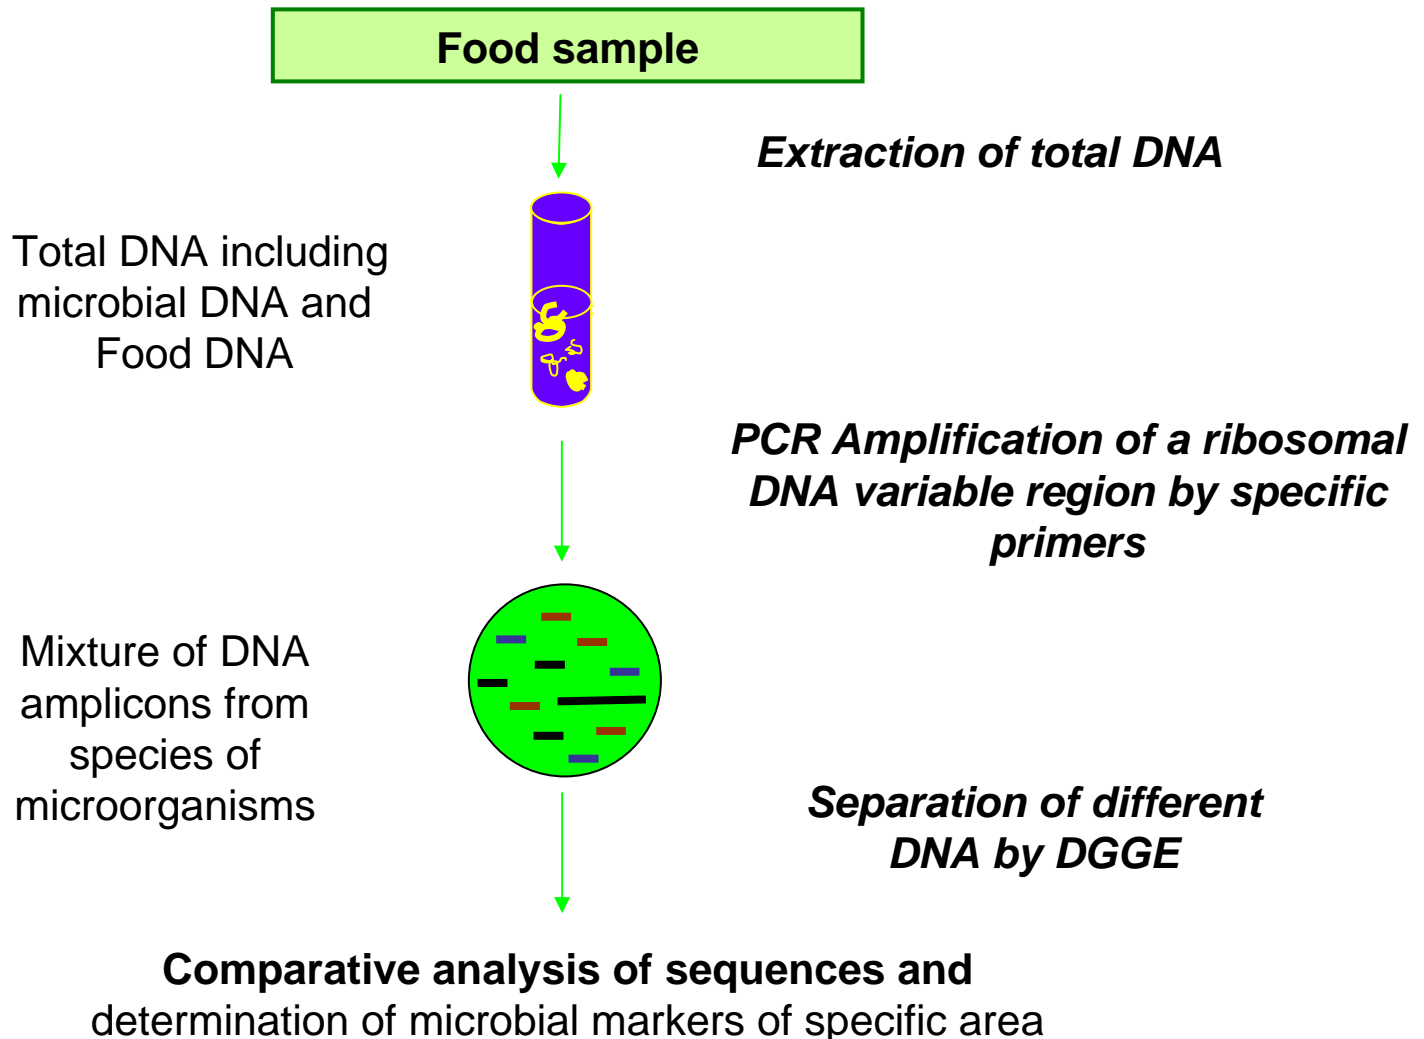 Food sample
Extraction of total DNA
Total DNA including
microbial DNA and
Food DNA
PCR Amplification of a ribosomal
DNA variable region by specific
primers
Mixture of DNA
amplicons from
species of
microorganisms
Separation of different
DNA by DGGE
Comparative analysis of sequences and
determination of microbial markers of specific area